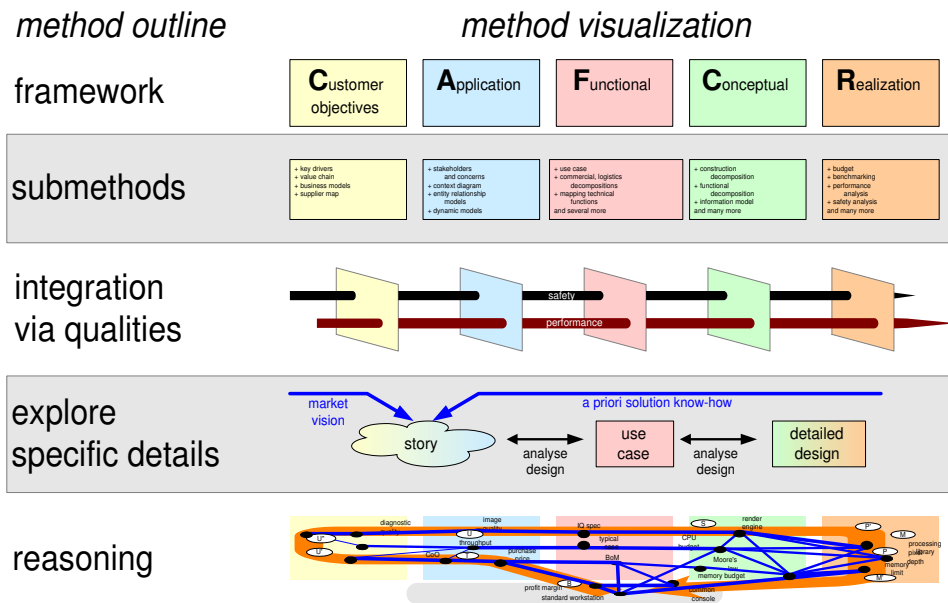 method outline
method visualization
framework
Customer
objectives
Application
Functional
Conceptual
Realization
submethods
+ key drivers
+ value chain
+ business models
+ supplier map
+ stakeholders
and concerns
+ context diagram
+ entity relationship
models
+ dynamic models
+ use case
+ commercial, logistics
decompositions
+ mapping technical
functions
and several more
+ construction
decomposition
+ functional
decomposition
+ information model
and many more
+ budget
+ benchmarking
+ performance
analysis
+ safety analysis
and many more
integration
via qualities
safety
performance
explore
specific details
market
vision
a priori solution know-how
story
analyse
design
use
case
analyse
design
detailed
design
reasoning
diagnostic
quality
image
quality
IQ spec
render
engine
S
P'
U"
U
M
U'
throughput
typical
case
CPU
budget
processing
library
pixel
depth
P
CoO
T
purchase
price
BoM
Moore's
law
memory
limit
M'
profit margin
B
memory budget
standard workstation
common
console